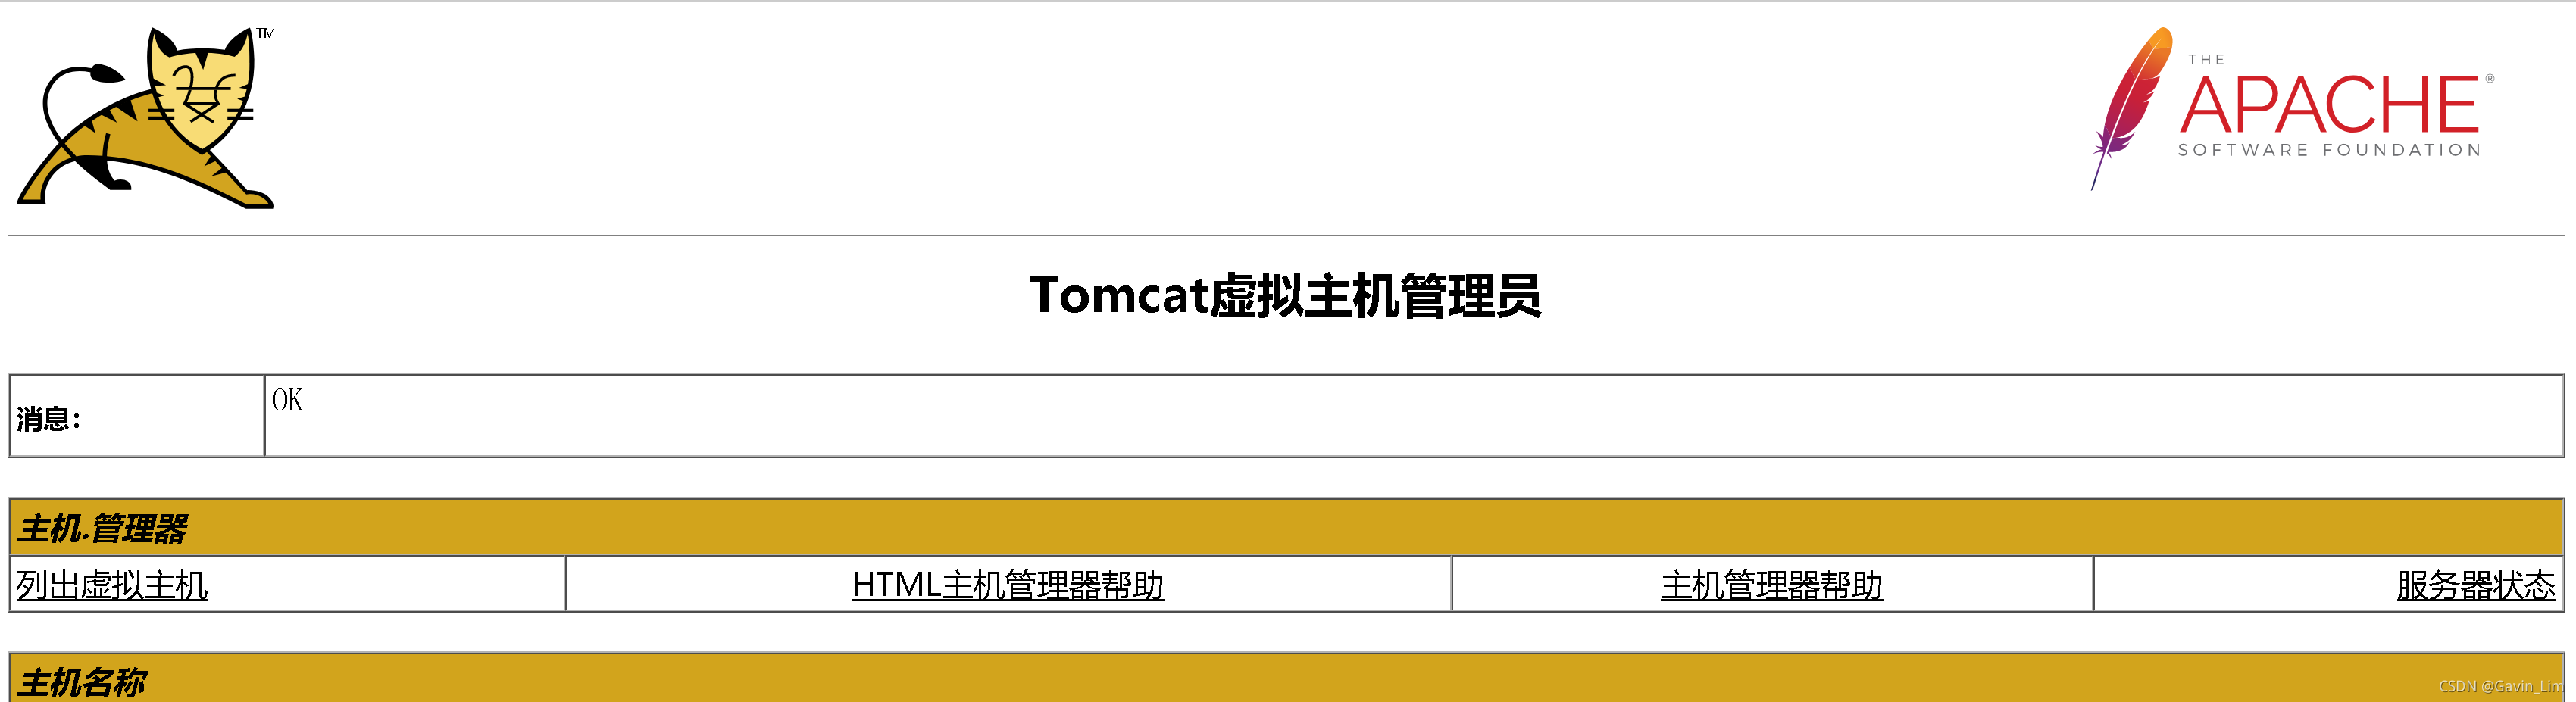 TM
THE
APACHE®
SOFTWARE FOUNDATION
Tomcat虚拟主机管理员
消息：
OK
主机.管理器
列出虚拟主机 HTML主机管理器帮助 主机管理器帮助 服务器状态
主机名称
CSDN @Gavin_Lim